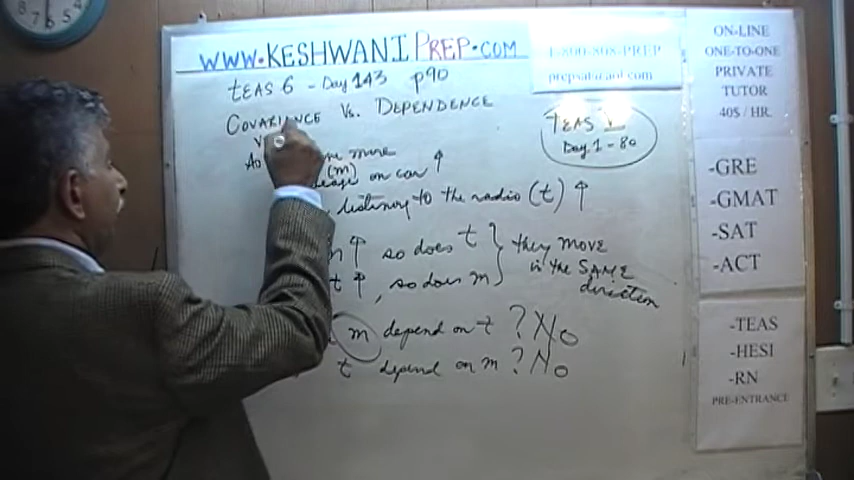 WWW.KESHWANIPREP.COM
TEAS 6 - Day 143 p90
1-800-808-PREP
prepsat@aol.com
COVARIANCE Vs. DEPENDENCE
TEAS V
Day 1-80
more
(m)
on car ↑
listening to the radio (t) ↑
↑ so does t
t ↑, so does m
they move
in the SAME
direction
m depend on t ? No
t depend on m ? No
ON-LINE
ONE-TO-ONE
PRIVATE
TUTOR
40$ / HR.
-GRE
-GMAT
-SAT
-ACT
-TEAS
-HESI
-RN
PRE-ENTRANCE